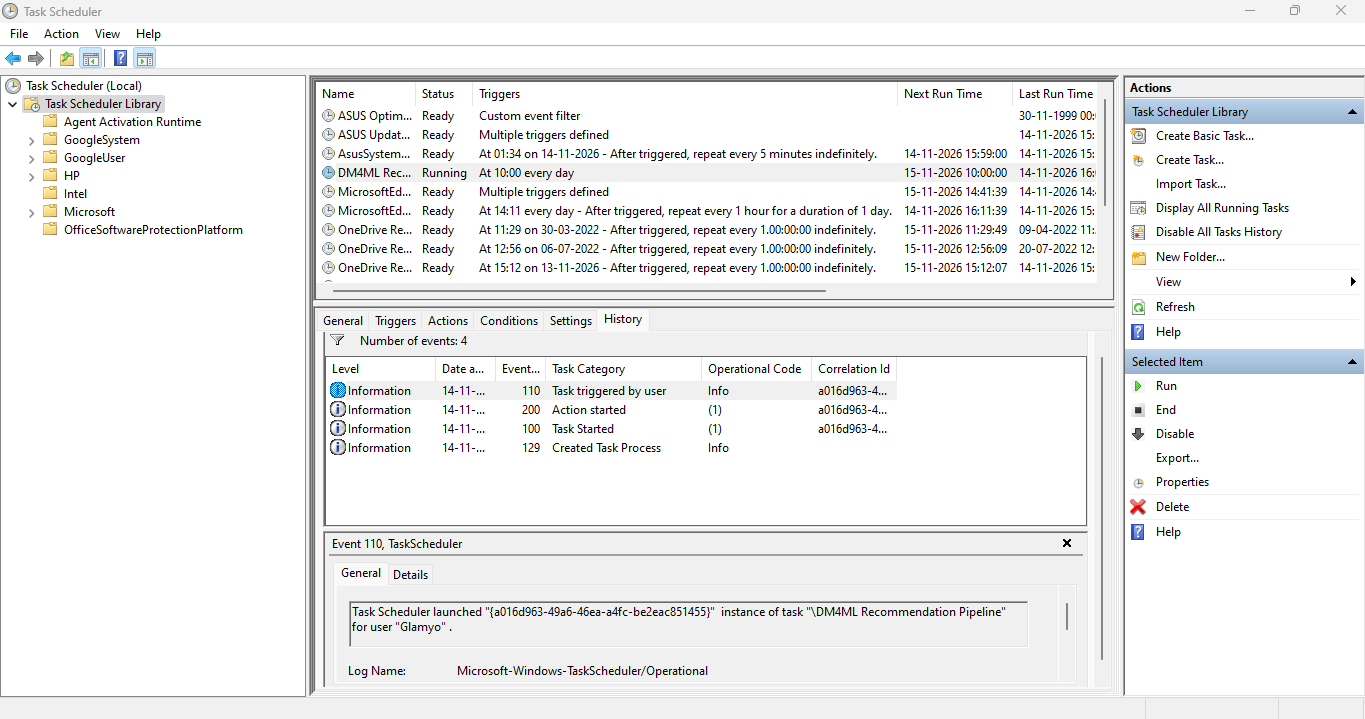 Task Scheduler
File Action View Help
Task Scheduler (Local)
Task Scheduler Library
Agent Activation Runtime
GoogleSystem
GoogleUser
HP
Intel
Microsoft
OfficeSoftwareProtectionPlatform
Name Status Triggers Next Run Time Last Run Time
ASUS Optim... Ready Custom event filter 30-11-1999 00:
ASUS Updat... Ready Multiple triggers defined 14-11-2026 15:
AsusSystem... Ready At 01:34 on 14-11-2026 - After triggered, repeat every 5 minutes indefinitely. 14-11-2026 15:59:00 14-11-2026 15:
DM4ML Rec... Running At 10:00 every day 15-11-2026 10:00:00 14-11-2026 16:
MicrosoftEd... Ready Multiple triggers defined 15-11-2026 14:41:39 14-11-2026 14:
MicrosoftEd... Ready At 14:11 every day - After triggered, repeat every 1 hour for a duration of 1 day. 14-11-2026 16:11:39 14-11-2026 15:
OneDrive Re... Ready At 11:29 on 30-03-2022 - After triggered, repeat every 1.00:00:00 indefinitely. 15-11-2026 11:29:49 09-04-2022 11:
OneDrive Re... Ready At 12:56 on 06-07-2022 - After triggered, repeat every 1.00:00:00 indefinitely. 15-11-2026 12:56:09 20-07-2022 12:
OneDrive Re... Ready At 15:12 on 13-11-2026 - After triggered, repeat every 1.00:00:00 indefinitely. 15-11-2026 15:12:07 14-11-2026 15:
General Triggers Actions Conditions Settings History
Number of events: 4
Level Date a... Event... Task Category Operational Code Correlation Id
Information 14-11-... 110 Task triggered by user Info a016d963-4...
Information 14-11-... 200 Action started (1) a016d963-4...
Information 14-11-... 100 Task Started (1) a016d963-4...
Information 14-11-... 129 Created Task Process Info
Event 110, TaskScheduler
General Details
Task Scheduler launched "{a016d963-49a6-46ea-a4fc-be2eac851455}" instance of task "\DM4ML Recommendation Pipeline"
for user "Glamyo" .
Log Name: Microsoft-Windows-TaskScheduler/Operational
Actions
Task Scheduler Library
Create Basic Task...
Create Task...
Import Task...
Display All Running Tasks
Disable All Tasks History
New Folder...
View
Refresh
Help
Selected Item
Run
End
Disable
Export...
Properties
Delete
Help